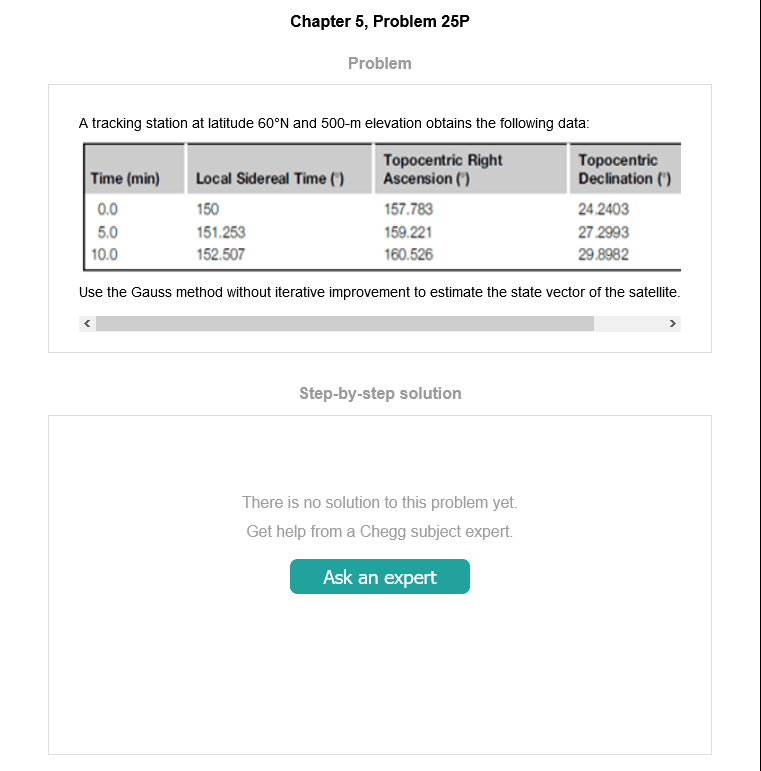 Chapter 5, Problem 25P
Problem
A tracking station at latitude 60°N and 500-m elevation obtains the following data:
Time (min) Local Sidereal Time (°) Topocentric Right Ascension (°) Topocentric Declination (°)
0.0 150 157.783 24.2403
5.0 151.253 159.221 27.2993
10.0 152.507 160.526 29.8982
Use the Gauss method without iterative improvement to estimate the state vector of the satellite.
Step-by-step solution
There is no solution to this problem yet.
Get help from a Chegg subject expert.
Ask an expert